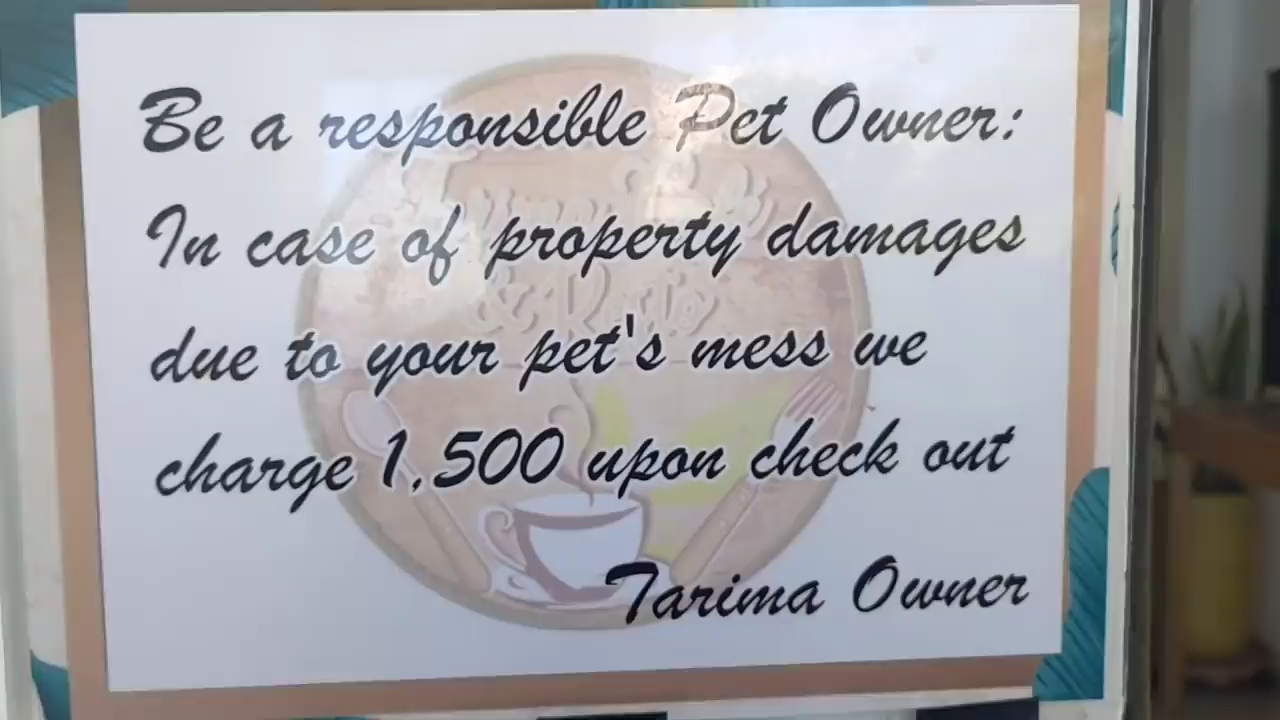 Be a responsible Pet Owner:
In case of property damages
due to your pet's mess we
charge 1,500 upon check out
Tarima Owner